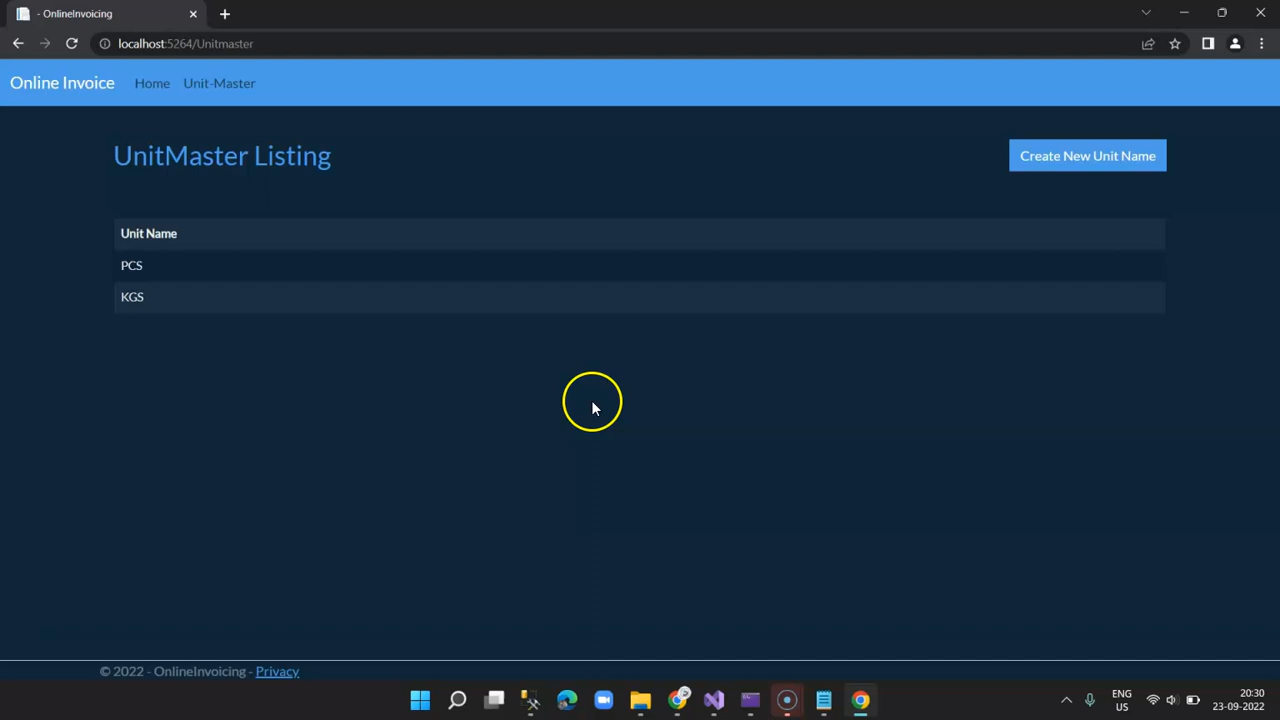 - OnlineInvoicing
localhost:5264/Unitmaster
Online Invoice Home Unit-Master
UnitMaster Listing
Create New Unit Name
Unit Name
PCS
KGS
© 2022 - OnlineInvoicing - Privacy
ENG
US
20:30
23-09-2022